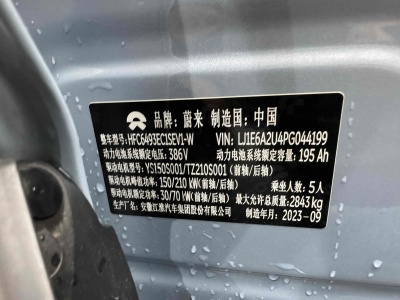 品牌: 蔚来 制造国: 中国
整车型号: HFC6493EC1SEV1-W VIN: LJ1E6A2U4PG044199
动力电池系统额定电压: 386V 动力电池系统额定容量: 195Ah
驱动电机型号: YS150S001/TZ210S001 (前轴/后轴)
驱动电机峰值功率: 150/210 kW(前轴/后轴) 乘坐人数: 5人
驱动电机额定功率: 30/70 kW(前轴/后轴) 最大允许总质量: 2843kg
生产厂名: 安徽江淮汽车集团股份有限公司 制造年月: 2023-09